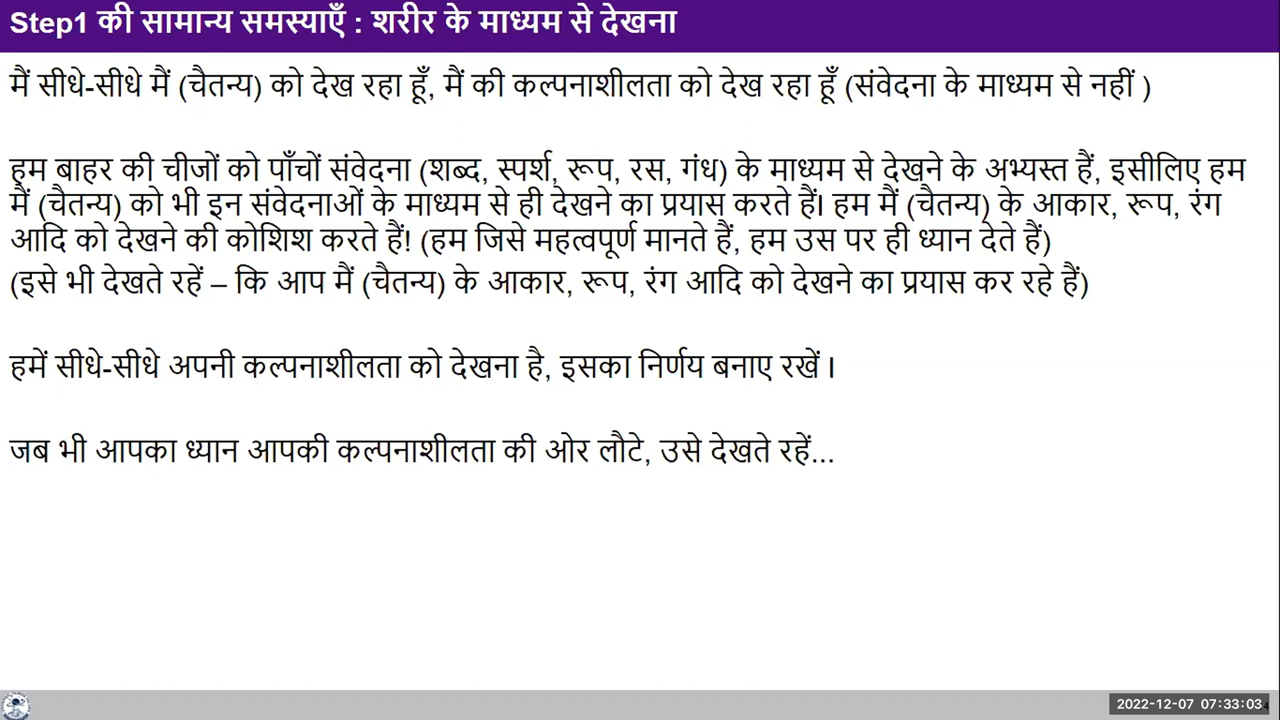 Step1 की सामान्य समस्याएँ : शरीर के माध्यम से देखना
मैं सीधे-सीधे मैं (चैतन्य) को देख रहा हूँ, मैं की कल्पनाशीलता को देख रहा हूँ (संवेदना के माध्यम से नहीं )
हम बाहर की चीजों को पाँचों संवेदना (शब्द, स्पर्श, रूप, रस, गंध) के माध्यम से देखने के अभ्यस्त हैं, इसीलिए हम
मैं (चैतन्य) को भी इन संवेदनाओं के माध्यम से ही देखने का प्रयास करते हैं। हम मैं (चैतन्य) के आकार, रूप, रंग
आदि को देखने की कोशिश करते हैं! (हम जिसे महत्वपूर्ण मानते हैं, हम उस पर ही ध्यान देते हैं)
(इसे भी देखते रहें – कि आप मैं (चैतन्य) के आकार, रूप, रंग आदि को देखने का प्रयास कर रहे हैं)
हमें सीधे-सीधे अपनी कल्पनाशीलता को देखना है, इसका निर्णय बनाए रखें ।
जब भी आपका ध्यान आपकी कल्पनाशीलता की ओर लौटे, उसे देखते रहें...
2022-12-07 07:33:03